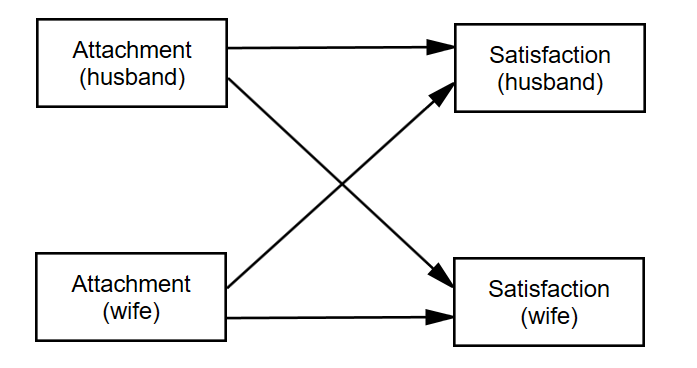 Attachment
(husband)
Satisfaction
(husband)
Attachment
(wife)
Satisfaction
(wife)